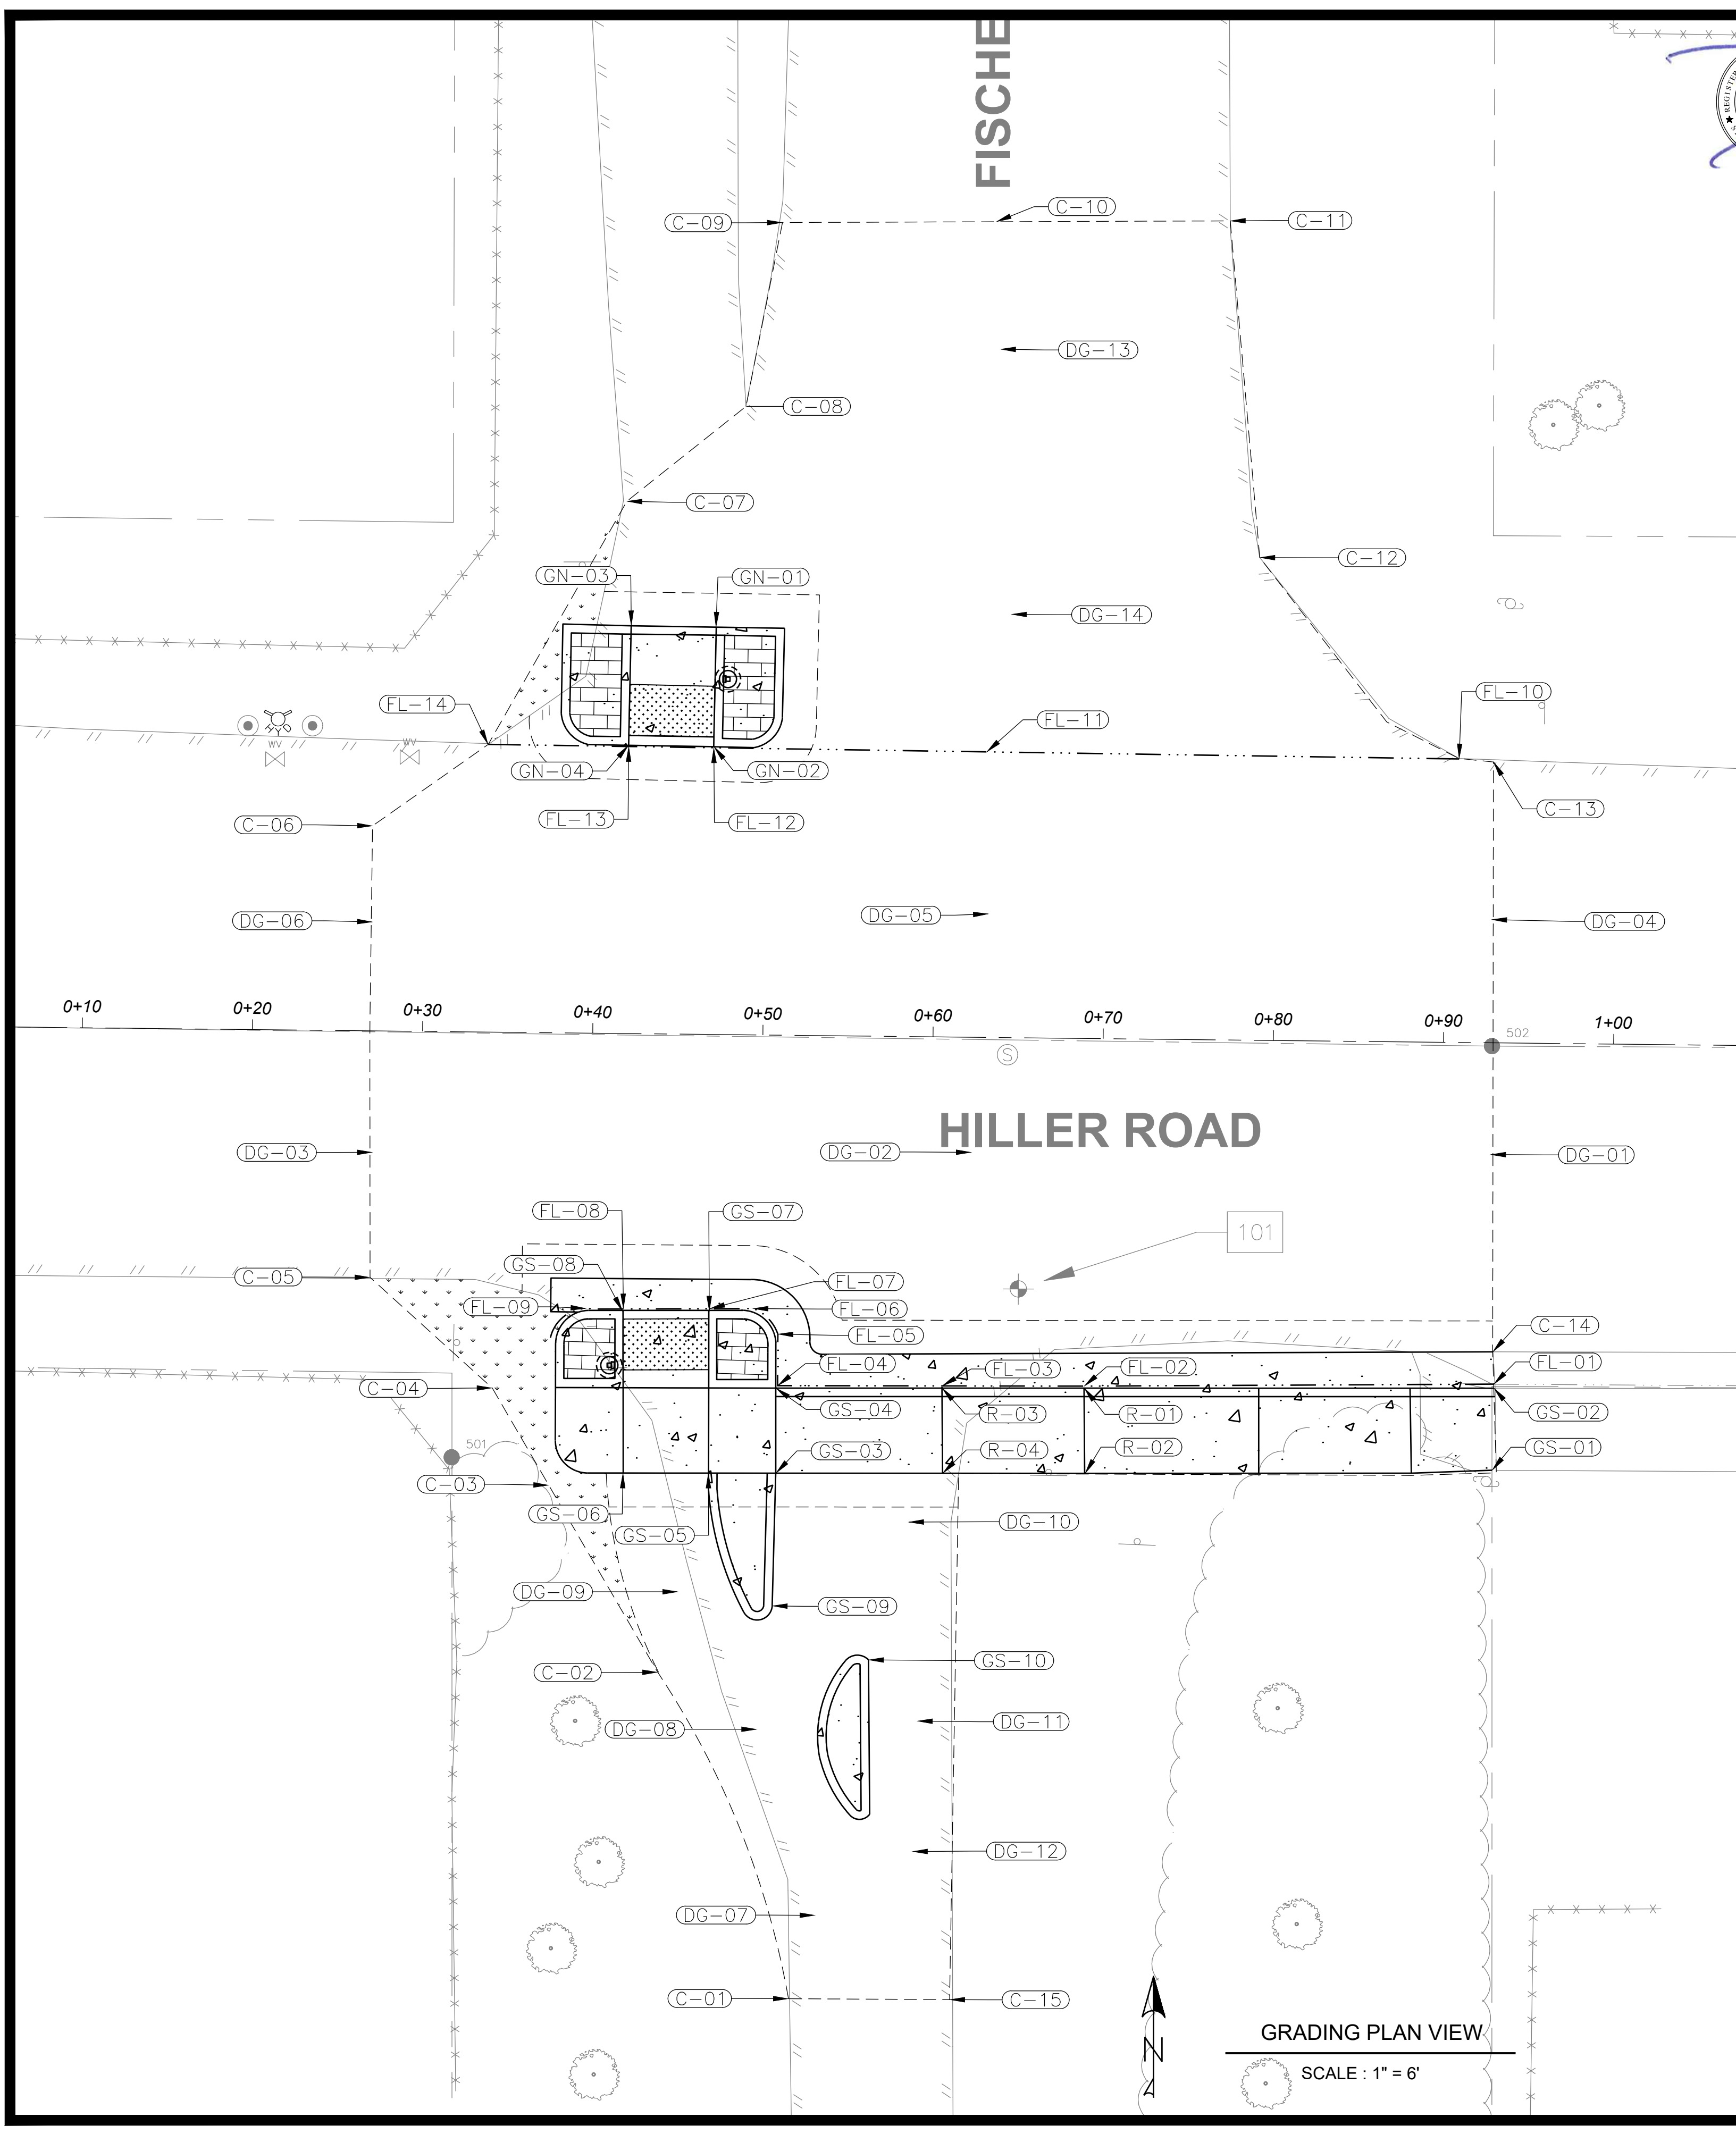 FISCHE
REGISTER
C-10
C-09
C-11
DG-13
C-08
C-07
C-12
GN-03
GN-01
DG-14
FL-14
FL-10
FL-11
WV
WV
GN-04
GN-02
C-13
FL-13
FL-12
C-06
DG-06
DG-05
DG-04
0+10
0+20
0+30
0+40
0+50
0+60
0+70
0+80
0+90
1+00
502
S
HILLER ROAD
DG-03
DG-02
DG-01
FL-08
GS-07
101
GS-08
C-05
FL-07
FL-09
FL-06
C-14
FL-05
FL-04
FL-03
FL-02
FL-01
C-04
GS-04
R-03
R-01
GS-02
501
GS-03
R-04
R-02
GS-01
C-03
GS-06
GS-05
DG-10
DG-09
GS-09
GS-10
C-02
DG-08
DG-11
DG-12
DG-07
C-01
C-15
N
GRADING PLAN VIEW
SCALE : 1" = 6'